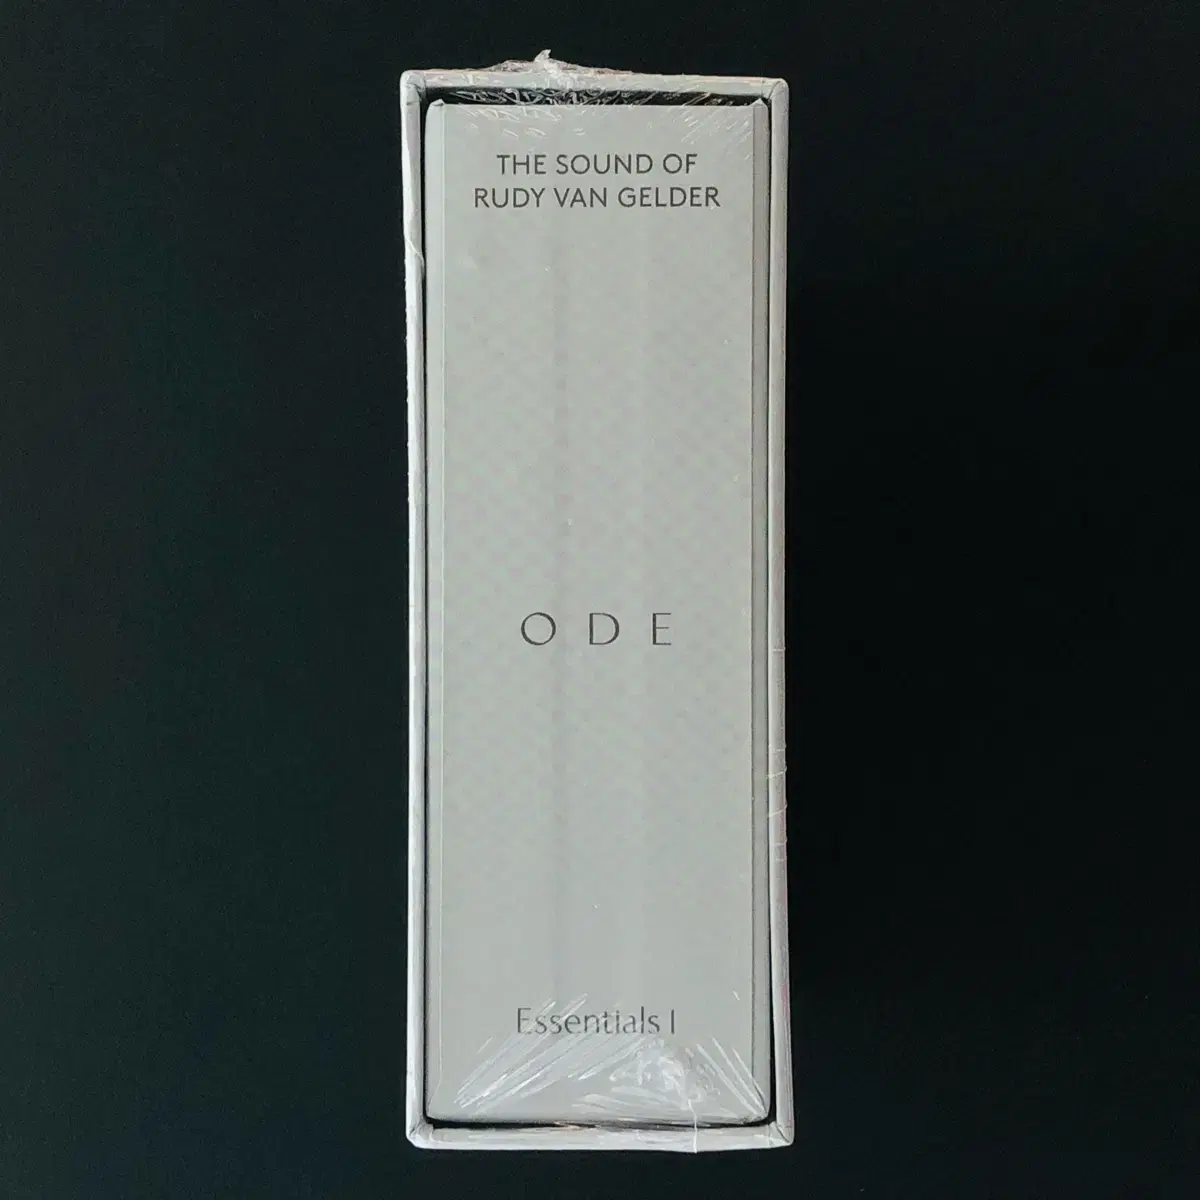 THE SOUND OF
RUDY VAN GELDER
O D E
Essentials I